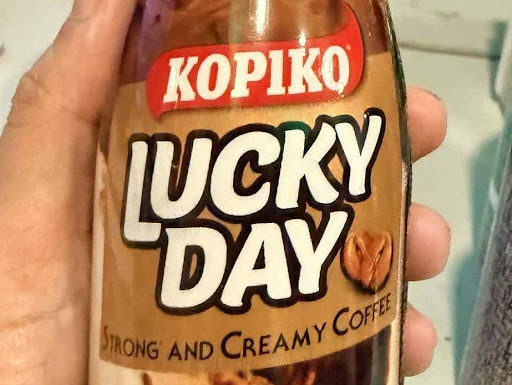 KOPIKO
LUCKY
DAY
STRONG AND CREAMY COFFEE